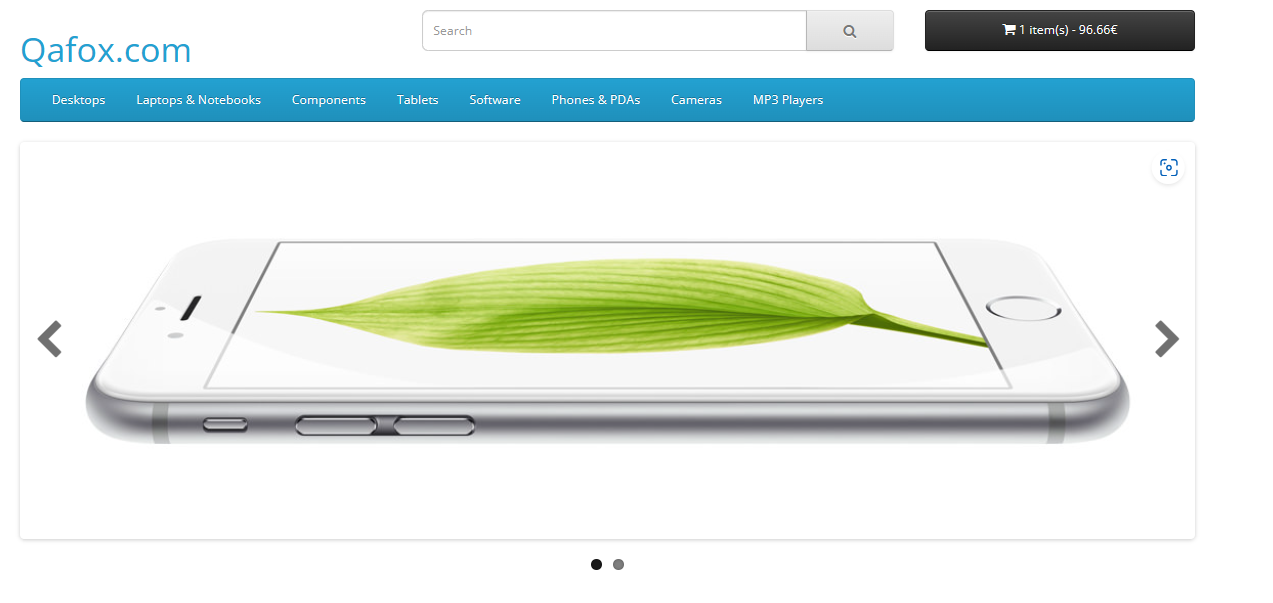 Qafox.com
Search
1 item(s) - 96.66€
Desktops Laptops & Notebooks Components Tablets Software Phones & PDAs Cameras MP3 Players